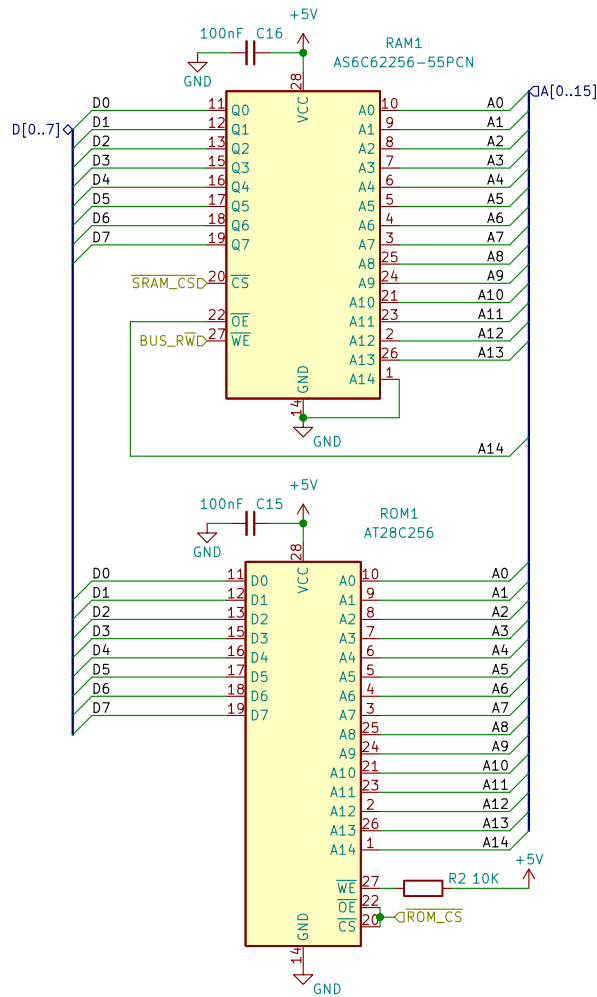 +5V
100nF C16
GND
RAM1
AS6C62256-55PCN
28
VCC
D[0..7]
A[0..15]
D0 11 Q0 A0 10 A0
D1 12 Q1 A1 9 A1
D2 13 Q2 A2 8 A2
D3 15 Q3 A3 7 A3
D4 16 Q4 A4 6 A4
D5 17 Q5 A5 5 A5
D6 18 Q6 A6 4 A6
D7 19 Q7 A7 3 A7
A8 25 A8
SRAM_CS 20 CS A9 24 A9
A10 21 A10
22 OE A11 23 A11
BUS_RW 27 WE A12 2 A12
A13 26 A13
A14 1
GND
14
GND
A14
+5V
100nF C15
GND
ROM1
AT28C256
28
VCC
D0 11 D0 A0 10 A0
D1 12 D1 A1 9 A1
D2 13 D2 A2 8 A2
D3 15 D3 A3 7 A3
D4 16 D4 A4 6 A4
D5 17 D5 A5 5 A5
D6 18 D6 A6 4 A6
D7 19 D7 A7 3 A7
A8 25 A8
A9 24 A9
A10 21 A10
A11 23 A11
A12 2 A12
A13 26 A13
A14 1 A14
+5V
WE 27 R2 10K
OE 22
CS 20 ROM_CS
GND
14
GND